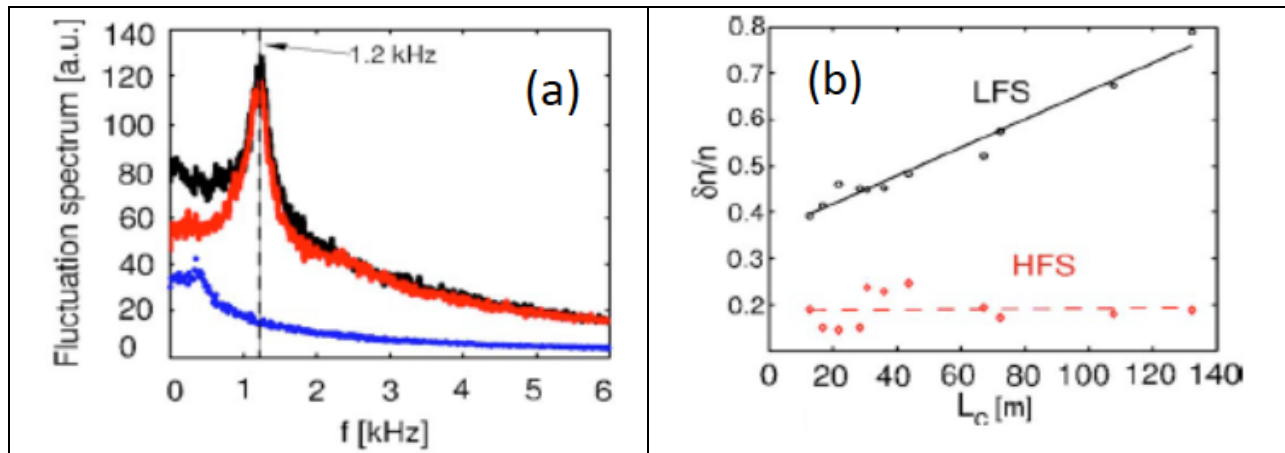 Fluctuation spectrum [a.u.]
140
120
100
80
60
40
20
0
1.2 kHz
(a)
0 1 2 3 4 5 6
f [kHz]
δn/n
0.8
0.7
0.6
0.5
0.4
0.3
0.2
(b)
LFS
HFS
0 20 40 60 80 100 120 140
L_C [m]